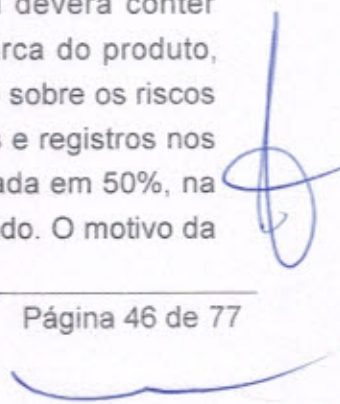 deverá conter
rca do produto,
sobre os riscos
s e registros nos
ada em 50%, na
do. O motivo da
Página 46 de 77